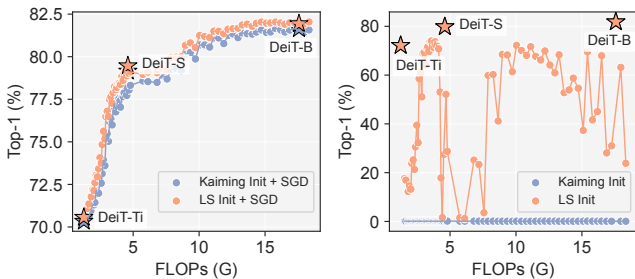 Top-1 (%)
82.5
80.0
77.5
75.0
72.5
70.0
DeiT-S
DeiT-B
DeiT-Ti
Kaiming Init + SGD
LS Init + SGD
5
10
15
FLOPs (G)
Top-1 (%)
80
60
40
20
0
DeiT-S
DeiT-B
DeiT-Ti
Kaiming Init
LS Init
5
10
15
FLOPs (G)